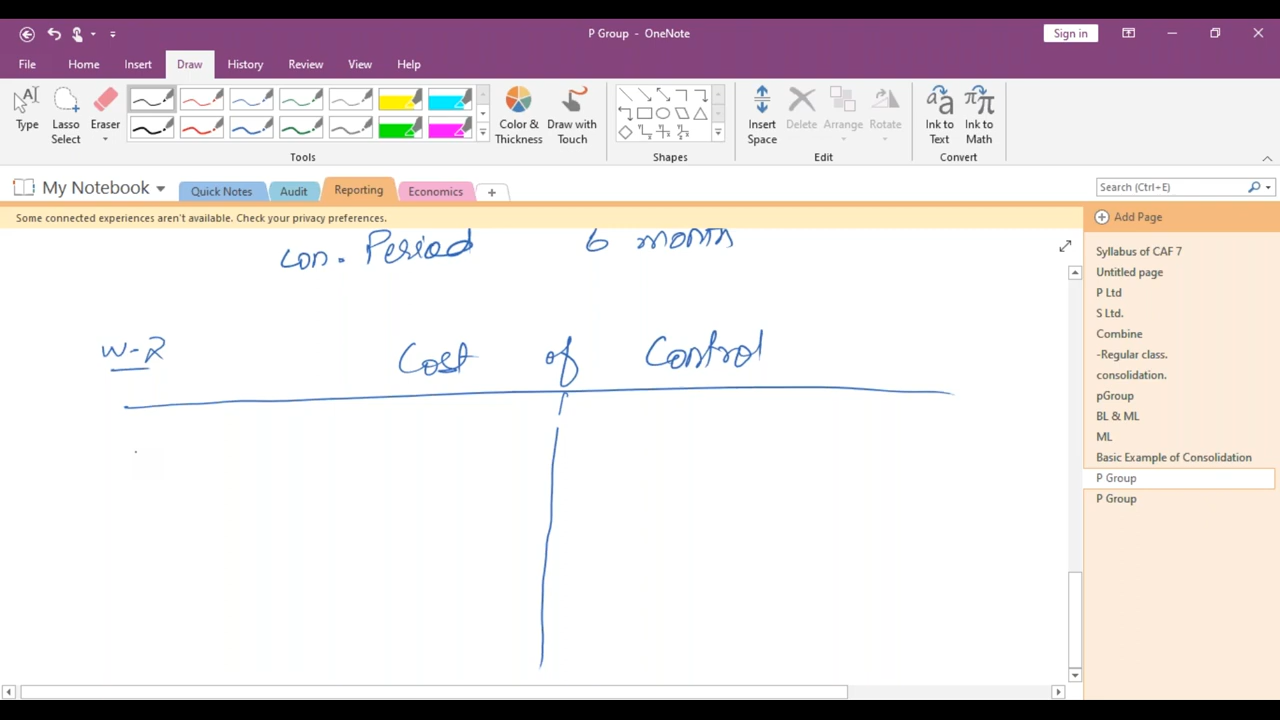 P Group - OneNote
Sign in
File Home Insert Draw History Review View Help
Type
Lasso Select
Eraser
Color & Thickness
Draw with Touch
Insert Space
Delete
Arrange
Rotate
Ink to Text
Ink to Math
Tools
Shapes
Edit
Convert
My Notebook
Quick Notes
Audit
Reporting
Economics
Search (Ctrl+E)
Some connected experiences aren't available. Check your privacy preferences.
Add Page
con. Period 6 month
W-2 Cost of Control
Syllabus of CAF 7
Untitled page
P Ltd
S Ltd.
Combine
-Regular class.
consolidation.
pGroup
BL & ML
ML
Basic Example of Consolidation
P Group
P Group